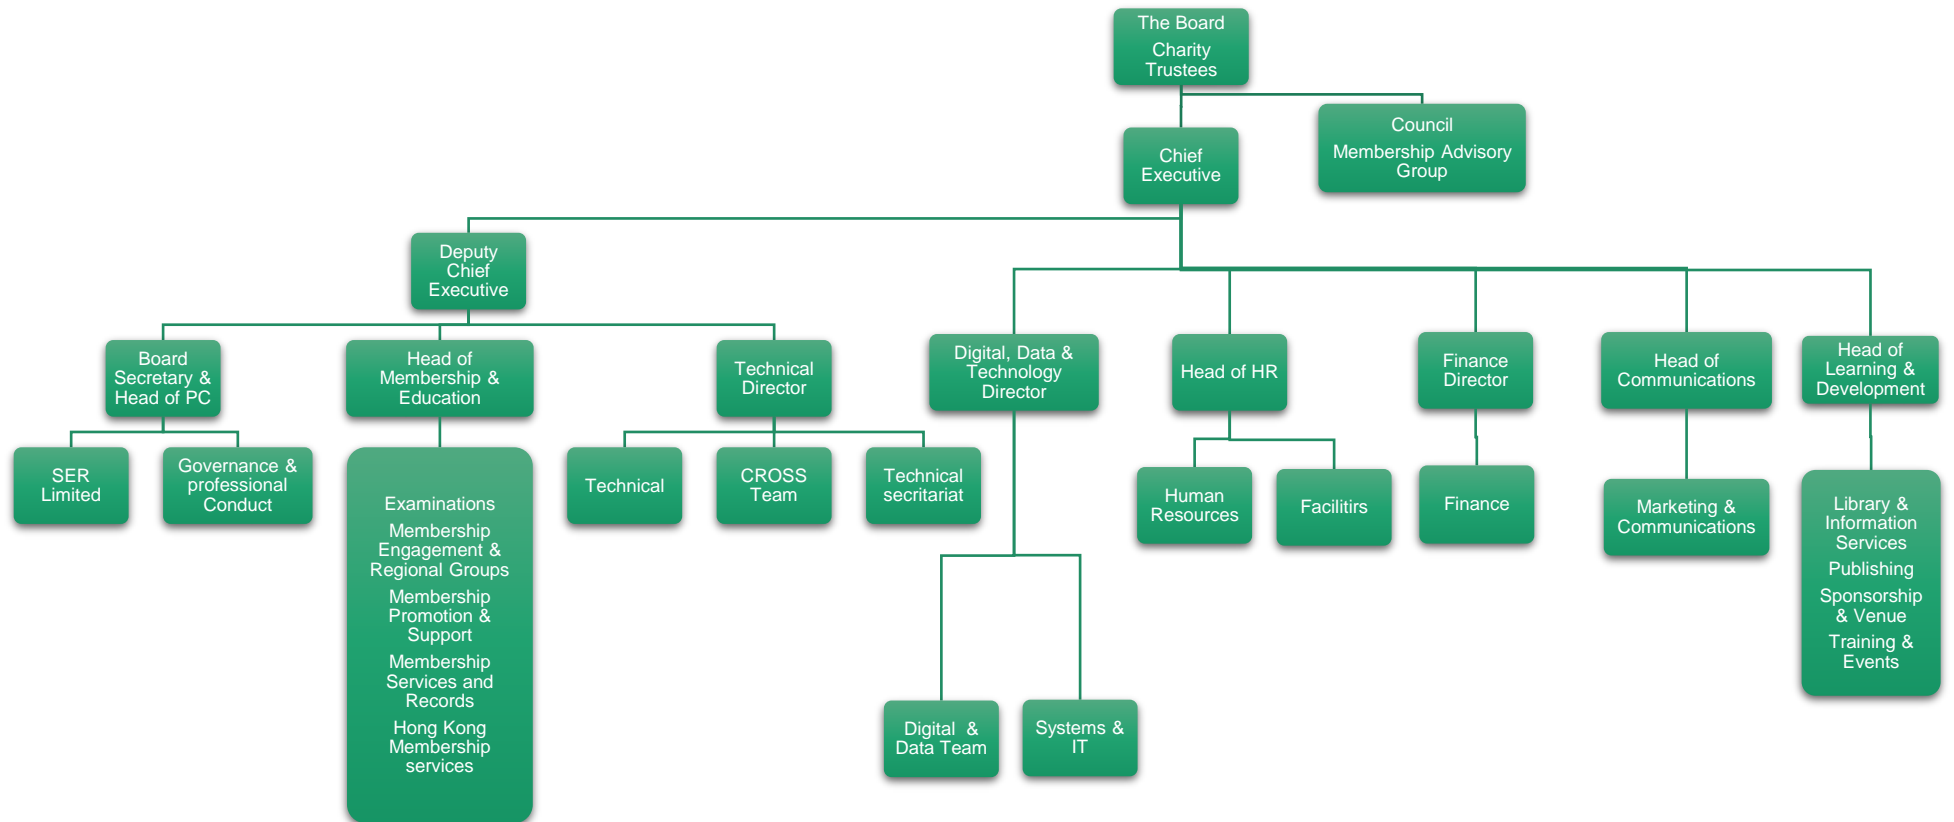 The Board
Charity
Trustees
Council
Membership Advisory
Group
Chief
Executive
Deputy
Chief
Executive
Board
Secretary &
Head of PC
Head of
Membership &
Education
Technical
Director
Digital, Data &
Technology
Director
Head of HR
Finance
Director
Head of
Communications
Head of
Learning &
Development
SER
Limited
Governance &
professional
Conduct
Examinations
Membership
Engagement &
Regional Groups
Membership
Promotion &
Support
Membership
Services and
Records
Hong Kong
Membership
services
Technical
CROSS
Team
Technical
secritariat
Digital &
Data Team
Systems &
IT
Human
Resources
Facilitirs
Finance
Marketing &
Communications
Library &
Information
Services
Publishing
Sponsorship
& Venue
Training &
Events